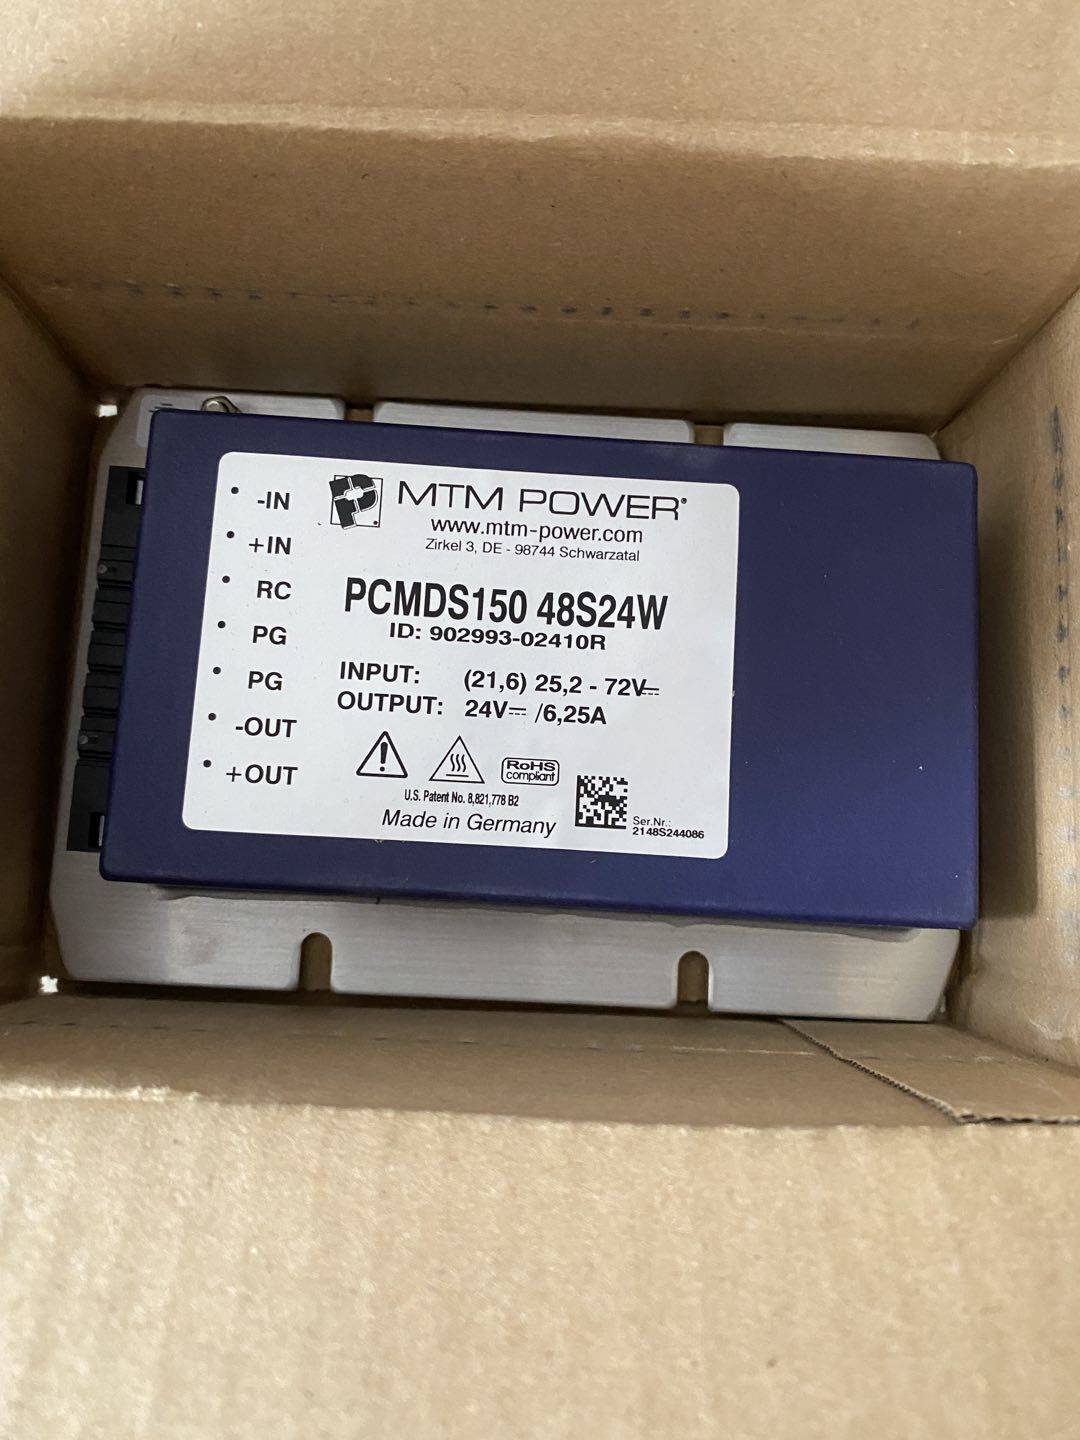 -IN
+IN
RC
PG
PG
-OUT
+OUT
MTM POWER®
www.mtm-power.com
Zirkel 3, DE - 98744 Schwarzatal
PCMDS150 48S24W
ID: 902993-02410R
INPUT: (21,6) 25,2 - 72V⎓
OUTPUT: 24V⎓ /6,25A
RoHS
compliant
U.S. Patent No. 8,821,778 B2
Made in Germany
Ser.Nr.:
2148S244086